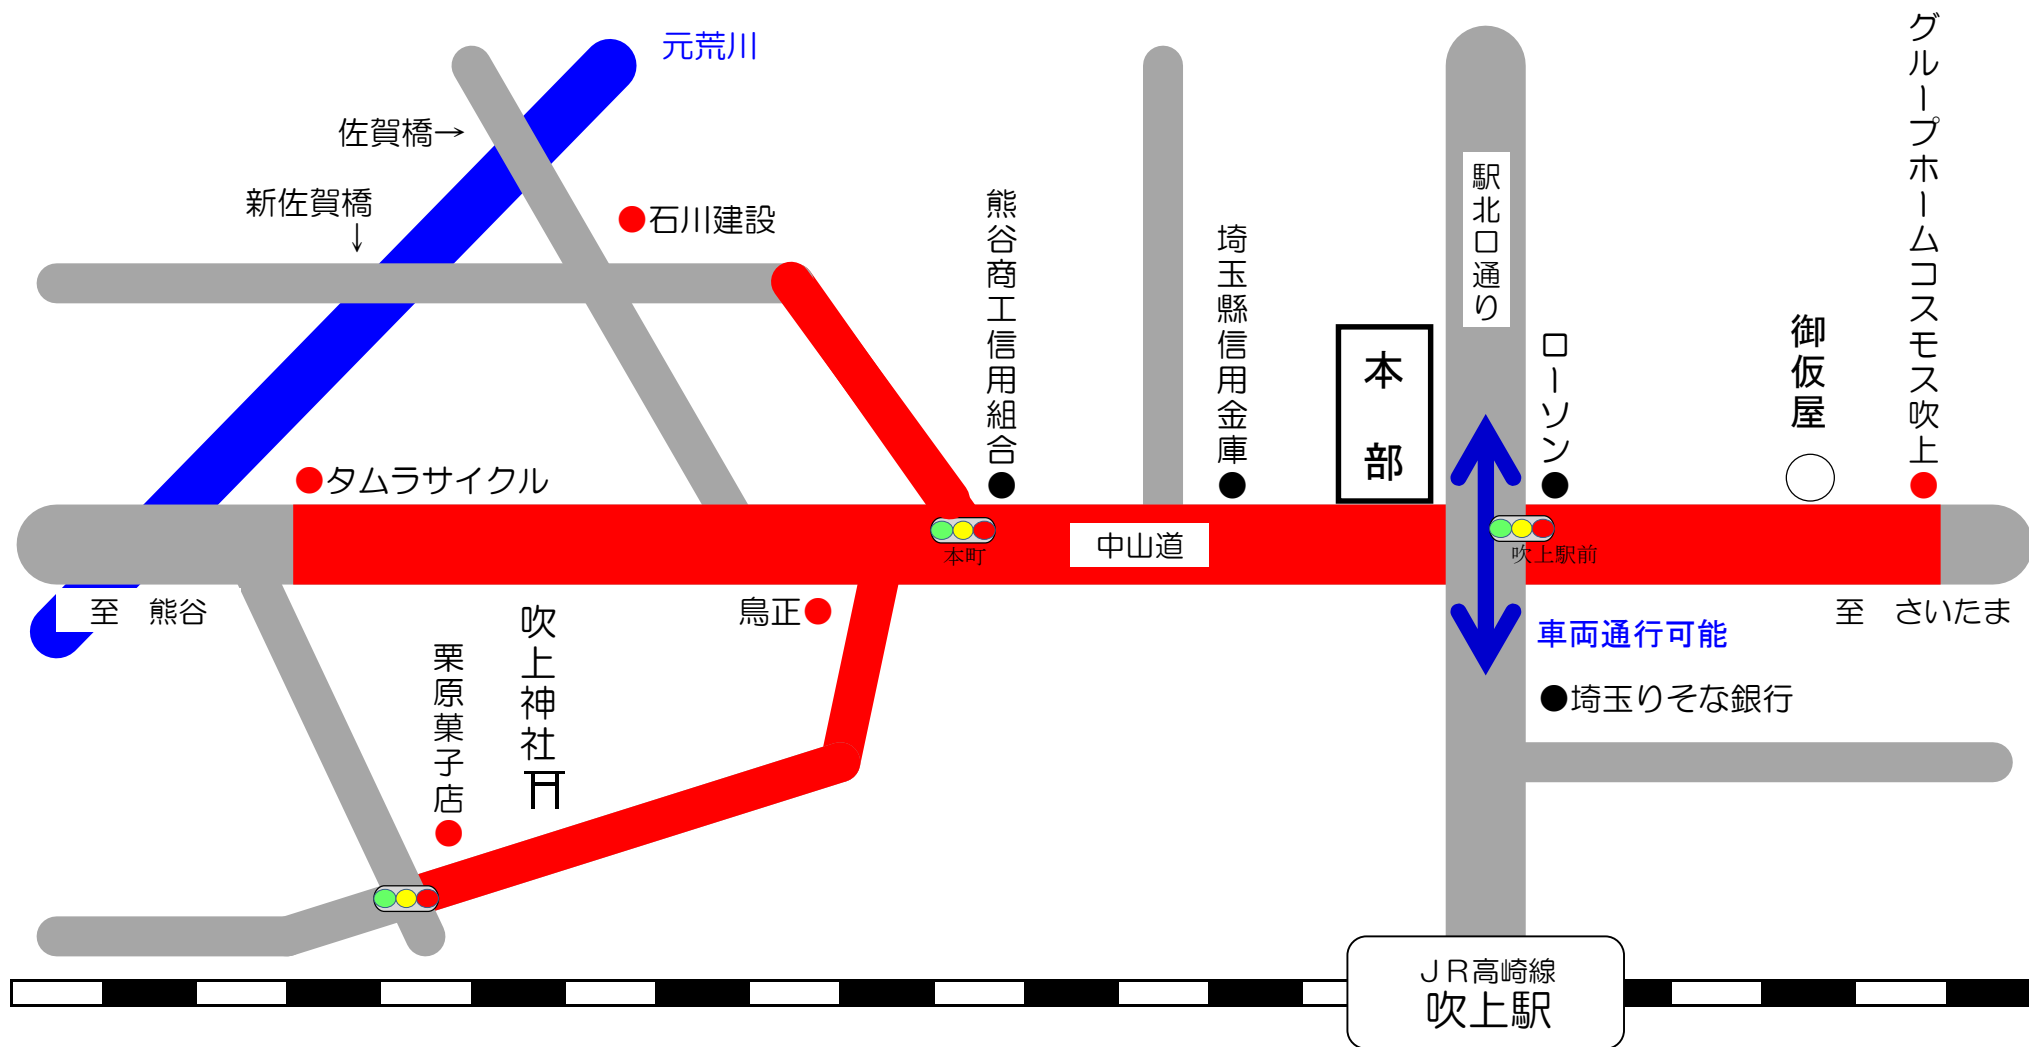 元荒川
佐賀橋→
新佐賀橋
↓
●石川建設
熊谷商工信用組合
埼玉縣信用金庫
駅北口通り
本部
ローソン
御仮屋
グループホームコスモス吹上
●タムラサイクル
本町
中山道
吹上駅前
至　熊谷
至　さいたま
鳥正●
吹上神社
栗原菓子店
車両通行可能
●埼玉りそな銀行
ＪＲ高崎線
吹上駅